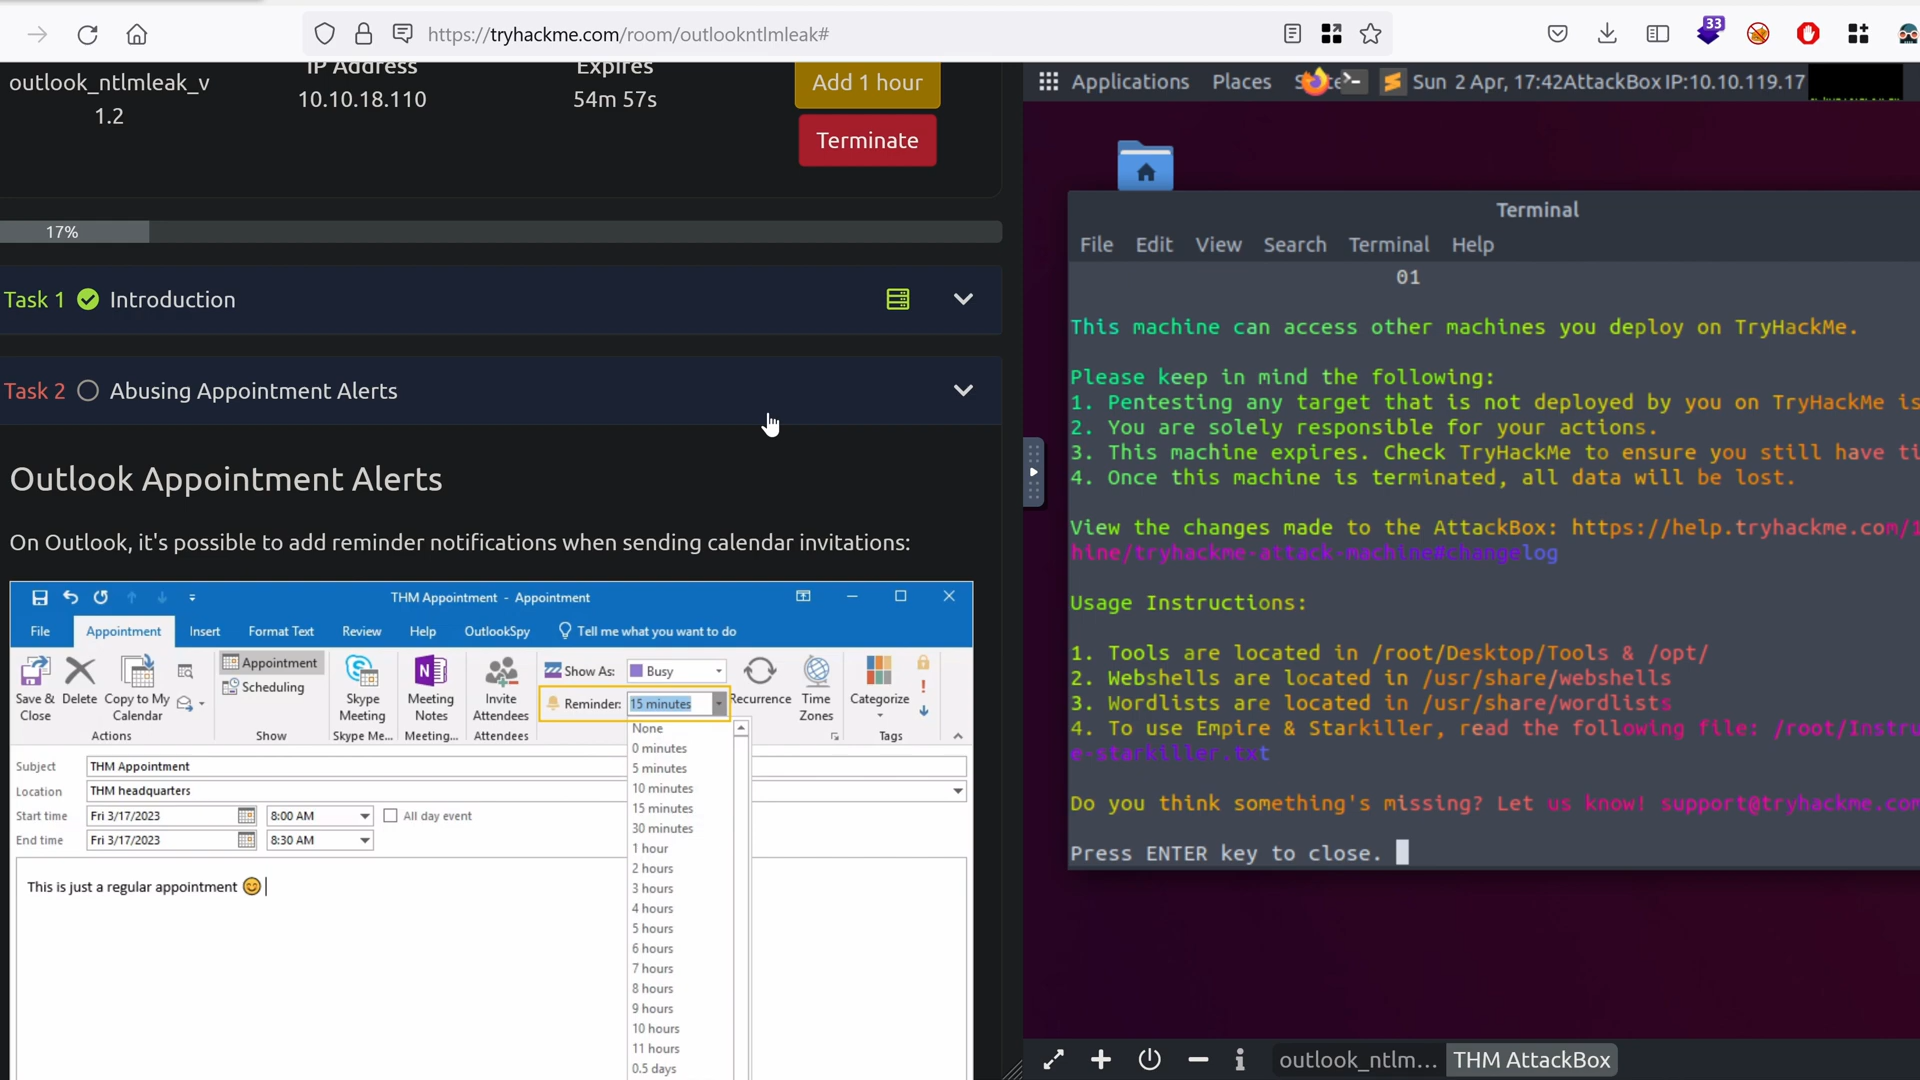 https://tryhackme.com/room/outlookntlmleak#
33
outlook_ntlmleak_v
1.2
IP Address
10.10.18.110
Expires
54m 57s
Add 1 hour
Terminate
17%
Task 1 Introduction
Task 2 Abusing Appointment Alerts
Outlook Appointment Alerts
On Outlook, it's possible to add reminder notifications when sending calendar invitations:
THM Appointment - Appointment
File Appointment Insert Format Text Review Help OutlookSpy Tell me what you want to do
Save & Close
Delete
Copy to My Calendar
Actions
Appointment
Scheduling
Show
Skype Meeting
Skype Me...
Meeting Notes
Meeting...
Invite Attendees
Attendees
Show As: Busy
Reminder: 15 minutes
Recurrence
Time Zones
Categorize
Tags
None
0 minutes
5 minutes
10 minutes
15 minutes
30 minutes
1 hour
2 hours
3 hours
4 hours
5 hours
6 hours
7 hours
8 hours
9 hours
10 hours
11 hours
0.5 days
Subject THM Appointment
Location THM headquarters
Start time Fri 3/17/2023 8:00 AM All day event
End time Fri 3/17/2023 8:30 AM
This is just a regular appointment 😊
Applications Places Sun 2 Apr, 17:42 AttackBox IP:10.10.119.17
Terminal
File Edit View Search Terminal Help
01
This machine can access other machines you deploy on TryHackMe.
Please keep in mind the following:
1. Pentesting any target that is not deployed by you on TryHackMe is
2. You are solely responsible for your actions.
3. This machine expires. Check TryHackMe to ensure you still have ti
4. Once this machine is terminated, all data will be lost.
View the changes made to the AttackBox: https://help.tryhackme.com/1
hine/tryhackme-attack-machine#changelog
Usage Instructions:
1. Tools are located in /root/Desktop/Tools & /opt/
2. Webshells are located in /usr/share/webshells
3. Wordlists are located in /usr/share/wordlists
4. To use Empire & Starkiller, read the following file: /root/Instru
e-starkiller.txt
Do you think something's missing? Let us know! support@tryhackme.com
Press ENTER key to close.
outlook_ntlm... THM AttackBox